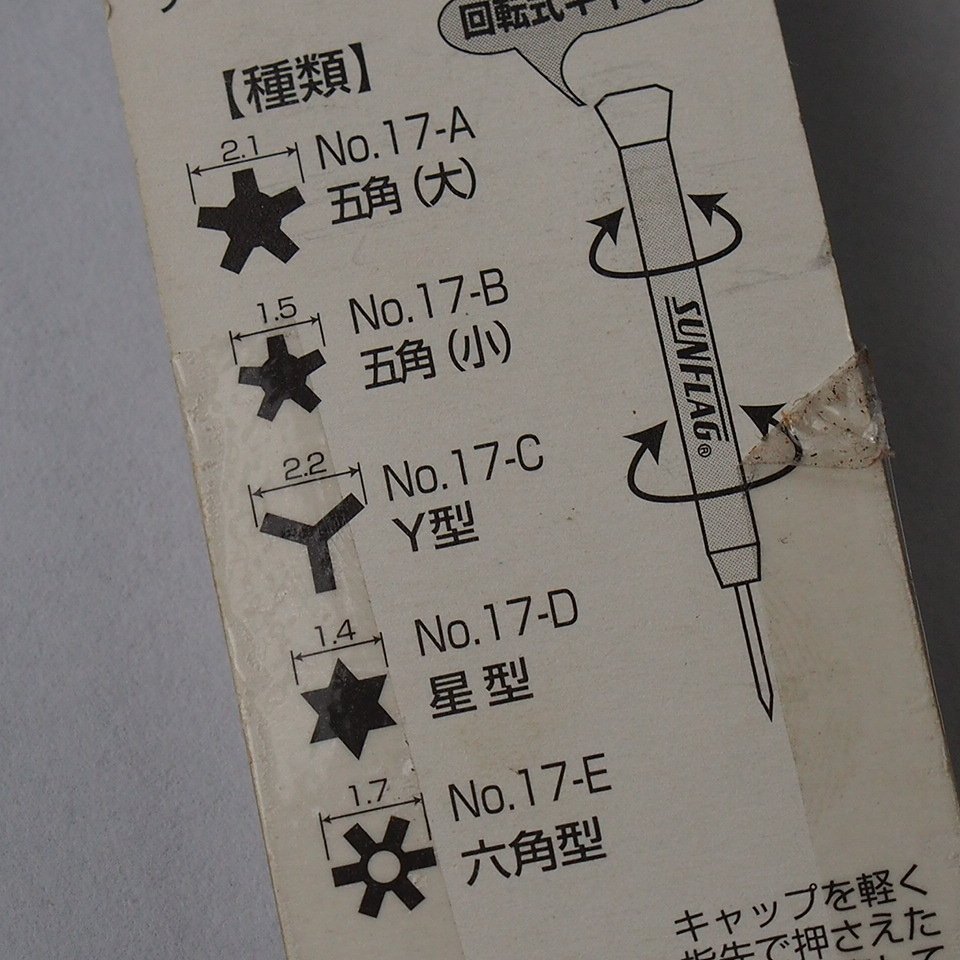 回転式キャ
【種類】
2.1
No.17-A
五角(大)
1.5
No.17-B
五角(小)
2.2
No.17-C
Y型
1.4
No.17-D
星型
1.7
No.17-E
六角型
SUNFLAG®
キャップを軽く
指先で押さえた